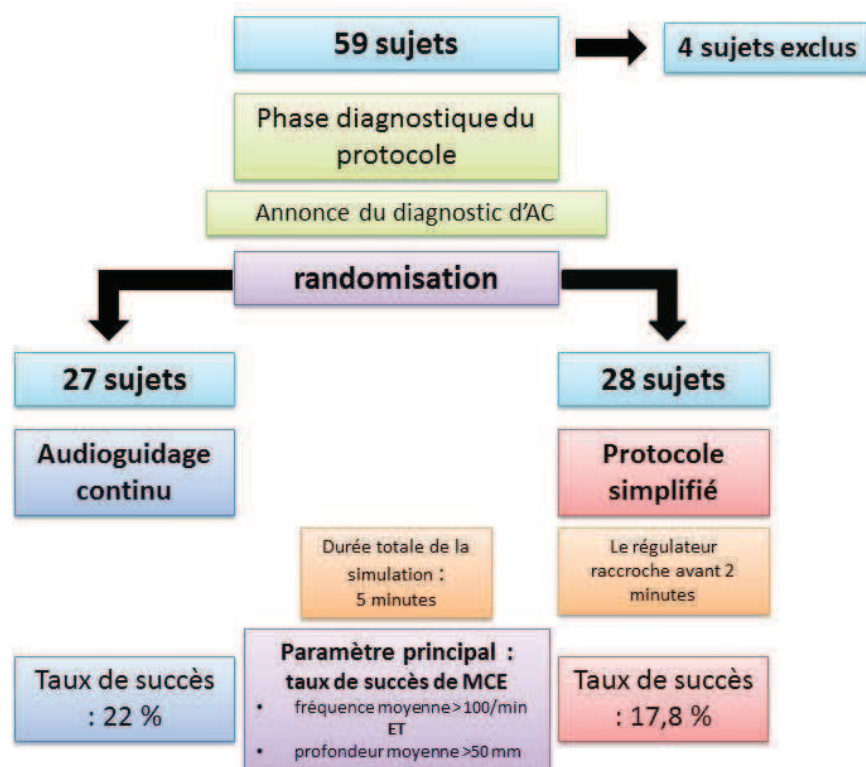 59 sujets
4 sujets exclus
Phase diagnostique du
protocole
Annonce du diagnostic d'AC
randomisation
27 sujets
28 sujets
Audioguidage
continu
Protocole
simplifié
Durée totale de la
simulation :
5 minutes
Le régulateur
raccroche avant 2
minutes
Taux de succès
: 22 %
Paramètre principal :
taux de succès de MCE
• fréquence moyenne >100/min
ET
• profondeur moyenne >50 mm
Taux de succès
: 17,8 %